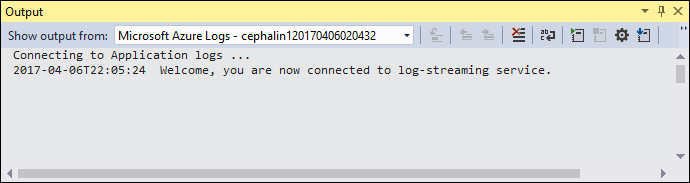 Output
Show output from: Microsoft Azure Logs - cephalin120170406020432
Connecting to Application logs ...
2017-04-06T22:05:24  Welcome, you are now connected to log-streaming service.